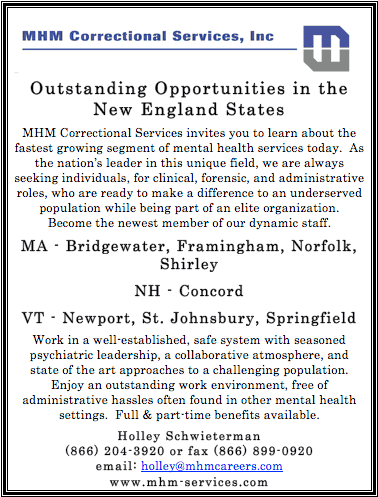 MHM Correctional Services, Inc
Outstanding Opportunities in the
New England States
MHM Correctional Services invites you to learn about the
fastest growing segment of mental health services today. As
the nation's leader in this unique field, we are always
seeking individuals, for clinical, forensic, and administrative
roles, who are ready to make a difference to an underserved
population while being part of an elite organization.
Become the newest member of our dynamic staff.
MA - Bridgewater, Framingham, Norfolk,
Shirley
NH - Concord
VT - Newport, St. Johnsbury, Springfield
Work in a well-established, safe system with seasoned
psychiatric leadership, a collaborative atmosphere, and
state of the art approaches to a challenging population.
Enjoy an outstanding work environment, free of
administrative hassles often found in other mental health
settings. Full & part-time benefits available.
Holley Schwieterman
(866) 204-3920 or fax (866) 899-0920
email: holley@mhmcareers.com
www.mhm-services.com